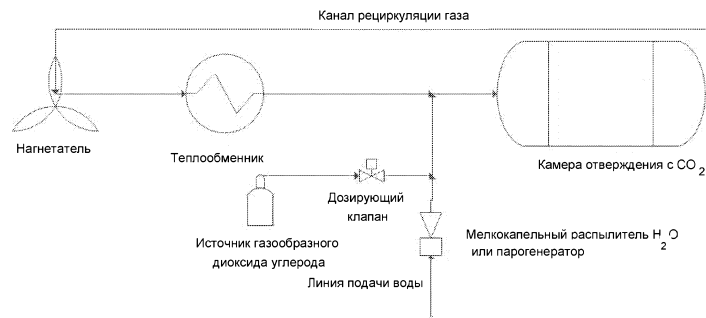 Канал рециркуляции газа
Нагнетатель
Теплообменник
Камера отверждения с CO2
Дозирующий
клапан
Источник газообразного
диоксида углерода
Мелкокапельный распылитель H2O
или парогенератор
Линия подачи воды